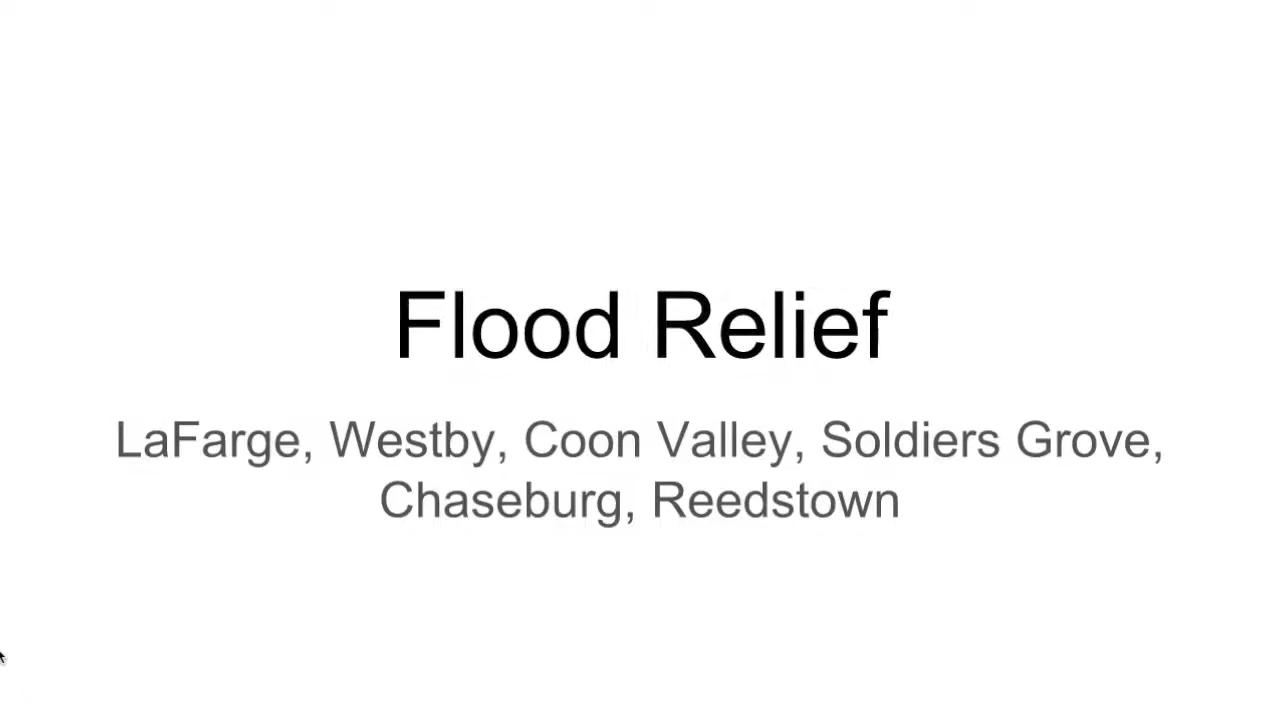 Flood Relief
LaFarge, Westby, Coon Valley, Soldiers Grove,
Chaseburg, Reedstown